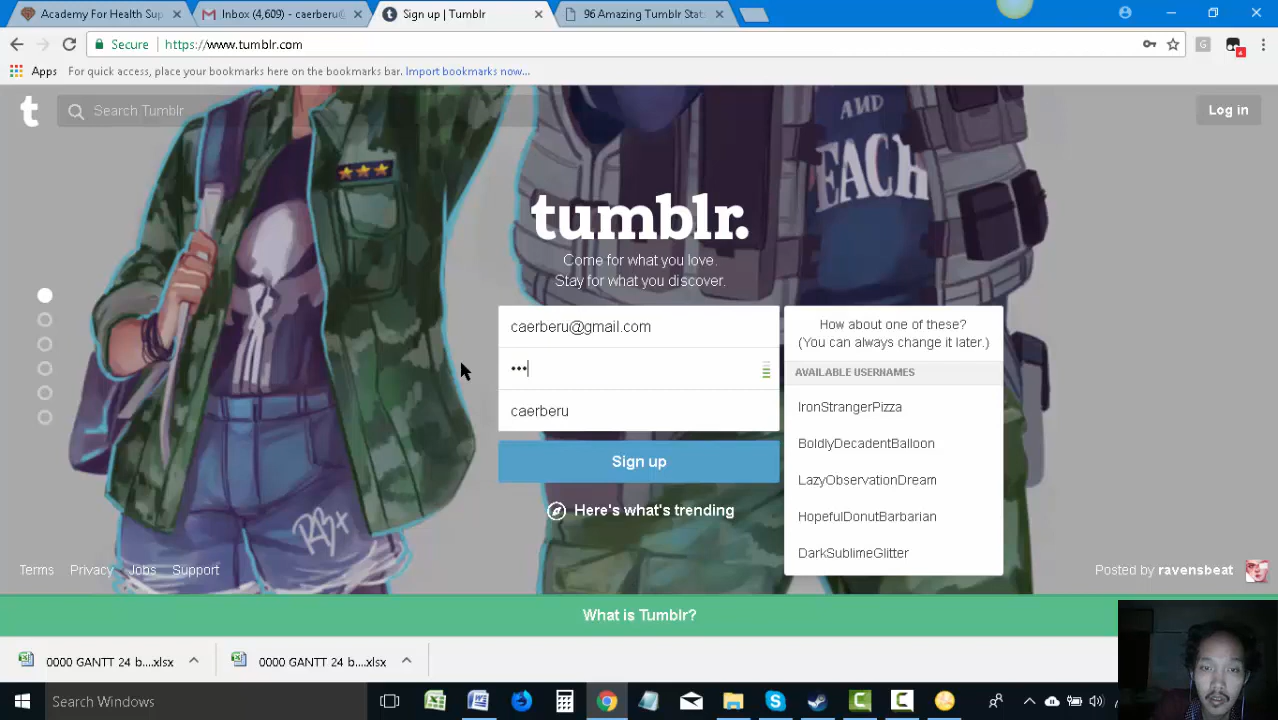 Academy For Health Sup
Inbox (4,609) - caerberu@
Sign up | Tumblr
96 Amazing Tumblr Stat
Secure
https://www.tumblr.com
G
Apps
For quick access, place your bookmarks here on the bookmarks bar. Import bookmarks now...
t
Search Tumblr
Log in
AND
EACH
tumblr.
Come for what you love.
Stay for what you discover.
caerberu@gmail.com
•••
caerberu
Sign up
Here's what's trending
How about one of these?
(You can always change it later.)
AVAILABLE USERNAMES
IronStrangerPizza
BoldlyDecadentBalloon
LazyObservationDream
HopefulDonutBarbarian
DarkSublimeGlitter
Terms
Privacy
Jobs
Support
Posted by ravensbeat
What is Tumblr?
0000 GANTT 24 b....xlsx
0000 GANTT 24 b....xlsx
Search Windows